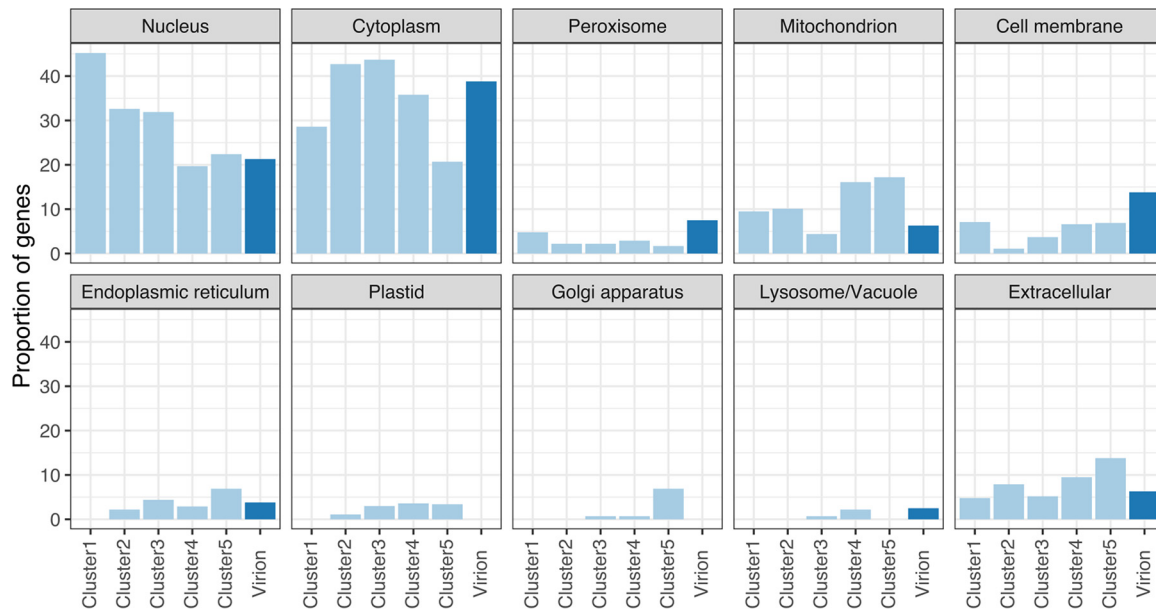 Nucleus Cytoplasm Peroxisome Mitochondrion Cell membrane
40
30
20
10
0
Endoplasmic reticulum Plastid Golgi apparatus Lysosome/Vacuole Extracellular
40
30
20
10
0
Proportion of genes
Cluster1 Cluster2 Cluster3 Cluster4 Cluster5 Virion Cluster1 Cluster2 Cluster3 Cluster4 Cluster5 Virion Cluster1 Cluster2 Cluster3 Cluster4 Cluster5 Virion Cluster1 Cluster2 Cluster3 Cluster4 Cluster5 Virion Cluster1 Cluster2 Cluster3 Cluster4 Cluster5 Virion